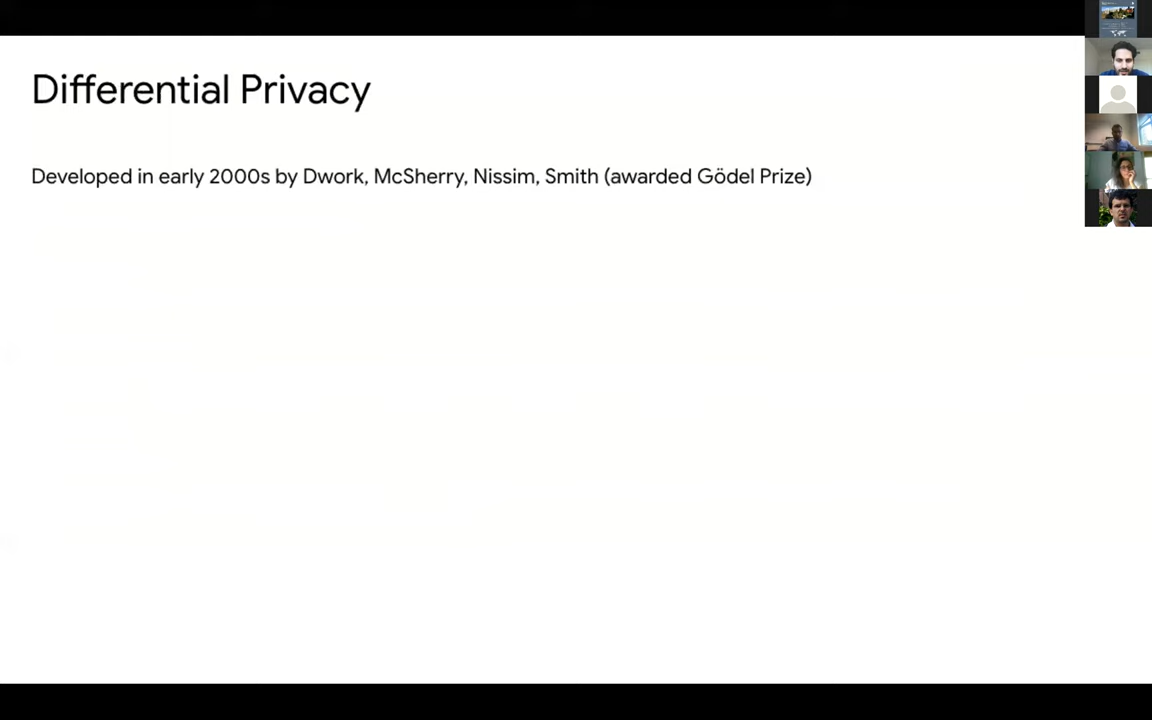 Differential Privacy
Developed in early 2000s by Dwork, McSherry, Nissim, Smith (awarded Gödel Prize)